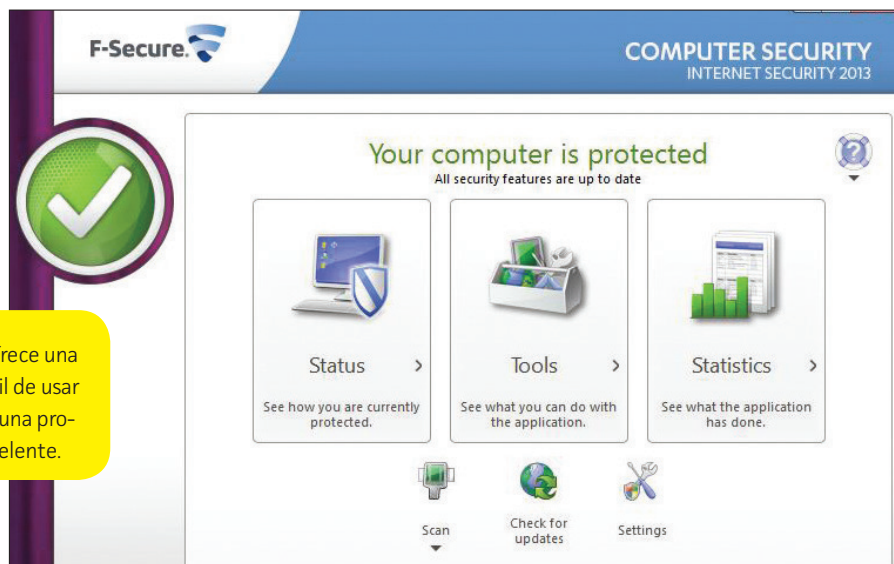 F-Secure.
COMPUTER SECURITY
INTERNET SECURITY 2013
Your computer is protected
All security features are up to date
Status
See how you are currently
protected.
Tools
See what you can do with
the application.
Statistics
See what the application
has done.
una
il de usar
una pro-
Scan
Check for
updates
Settings